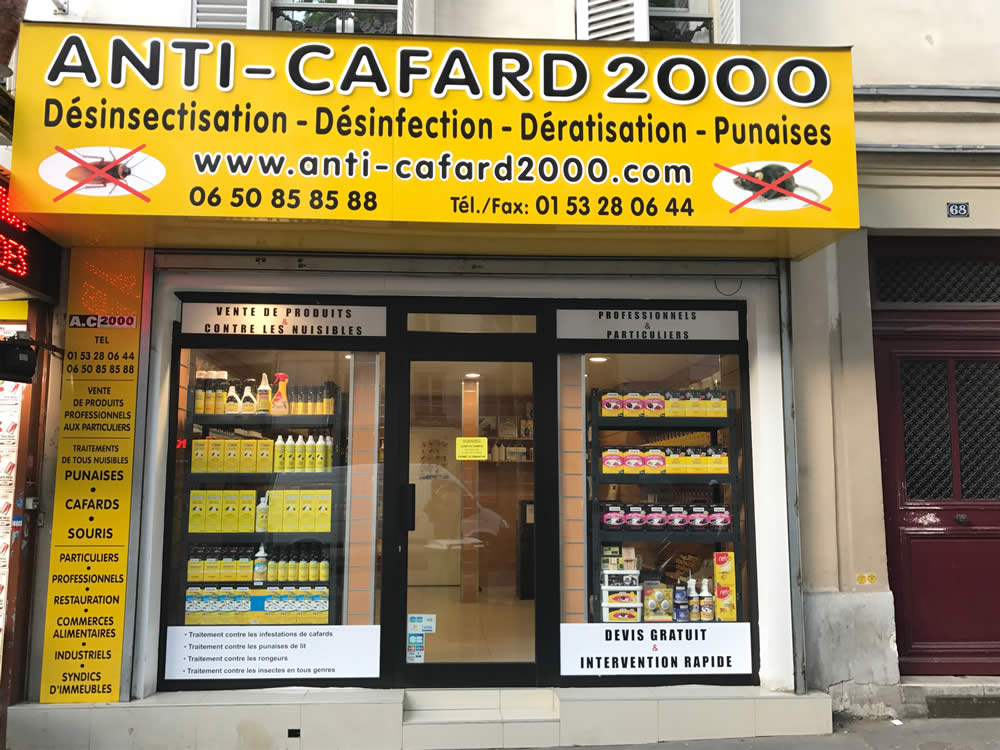 ANTI-CAFARD 2000
Désinsectisation - Désinfection - Dératisation - Punaises
www.anti-cafard2000.com
06 50 85 85 88
Tél./Fax: 01 53 28 06 44
68
A.C 2000
TEL
01 53 28 06 44
06 50 85 85 88
VENTE
DE PRODUITS
PROFESSIONNELS
AUX PARTICULIERS
TRAITEMENTS
DE TOUS NUISIBLES
PUNAISES
•
CAFARDS
•
SOURIS
PARTICULIERS
•
PROFESSIONNELS
•
RESTAURATION
•
COMMERCES
ALIMENTAIRES
•
INDUSTRIELS
•
SYNDICS
D'IMMEUBLES
VENTE DE PRODUITS
&
CONTRE LES NUISIBLES
PROFESSIONNELS
&
PARTICULIERS
• Traitement contre les infestations de cafards
• Traitement contre les punaises de lit
• Traitement contre les rongeurs
• Traitement contre les insectes en tous genres
DEVIS GRATUIT
&
INTERVENTION RAPIDE